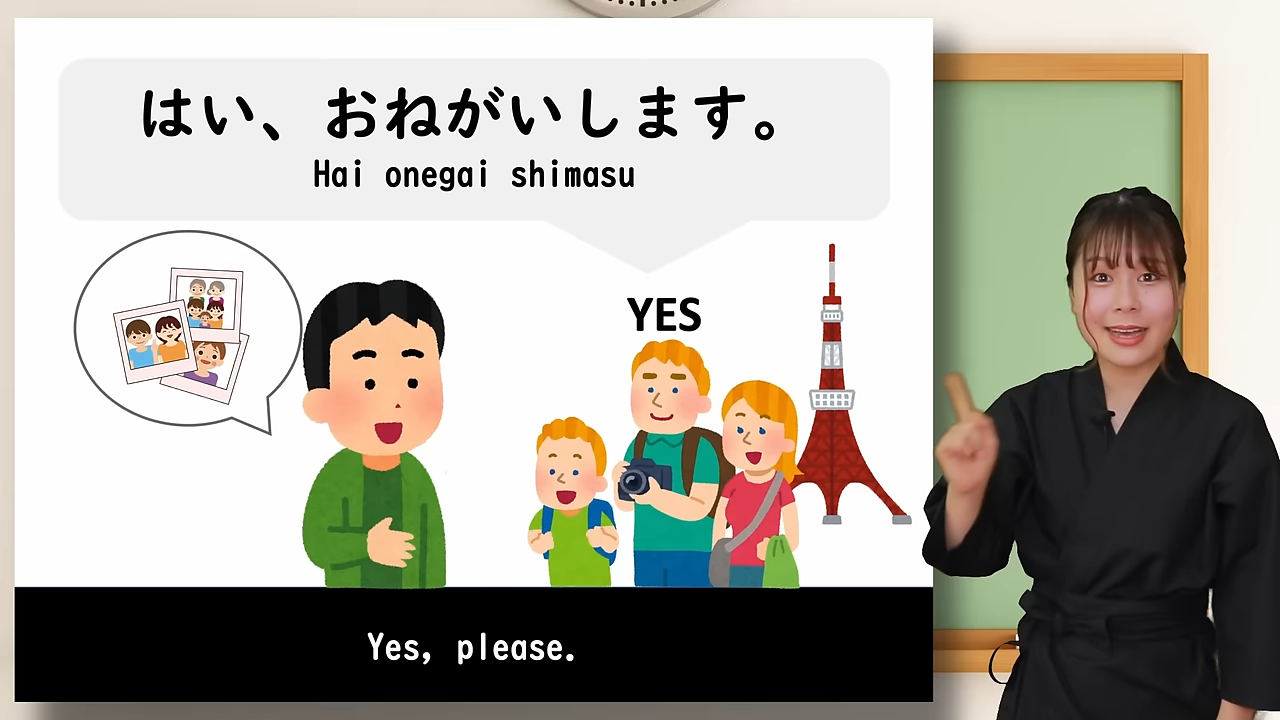 はい、おねがいします。
Hai onegai shimasu
YES
Yes, please.